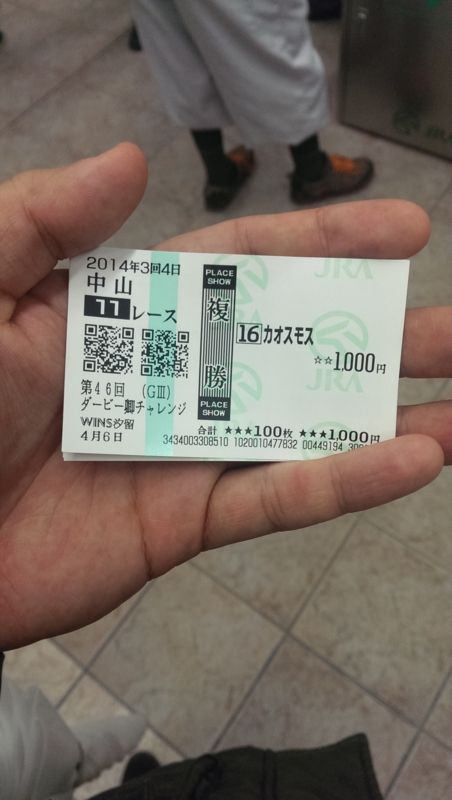 2014年3回4日
中山
11レース
第46回 (GⅢ)
ダービー卿チャレンジ
WINS汐留
4月6日
PLACE
SHOW
複
勝
PLACE
SHOW
16 カオスモス
☆☆1,000円
合計 ★★★100枚 ★★★1,000円
3434003308510 1020010477832 00449194
JRA
JRA